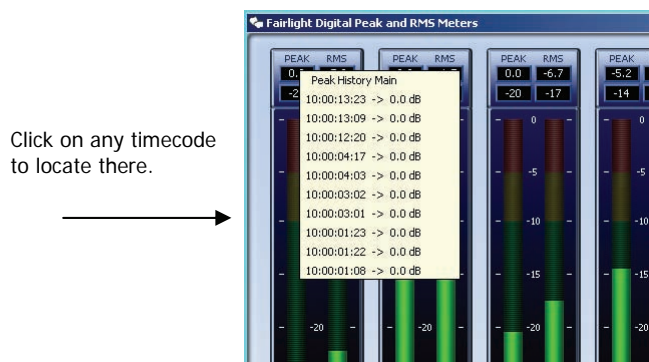 Fairlight Digital Peak and RMS Meters
PEAK RMS PEAK RMS PEAK RMS PEAK
0.0 -6.7 -5.2
-20 -17 -14
Peak History Main
10:00:13:23 -> 0.0 dB
10:00:13:09 -> 0.0 dB
10:00:12:20 -> 0.0 dB
10:00:04:17 -> 0.0 dB
10:00:04:03 -> 0.0 dB
10:00:03:02 -> 0.0 dB
10:00:03:01 -> 0.0 dB
10:00:01:23 -> 0.0 dB
10:00:01:22 -> 0.0 dB
10:00:01:08 -> 0.0 dB
Click on any timecode
to locate there.
0 0
-5 -5
-10 -10
-15 -15
-20 -20 -20 -20